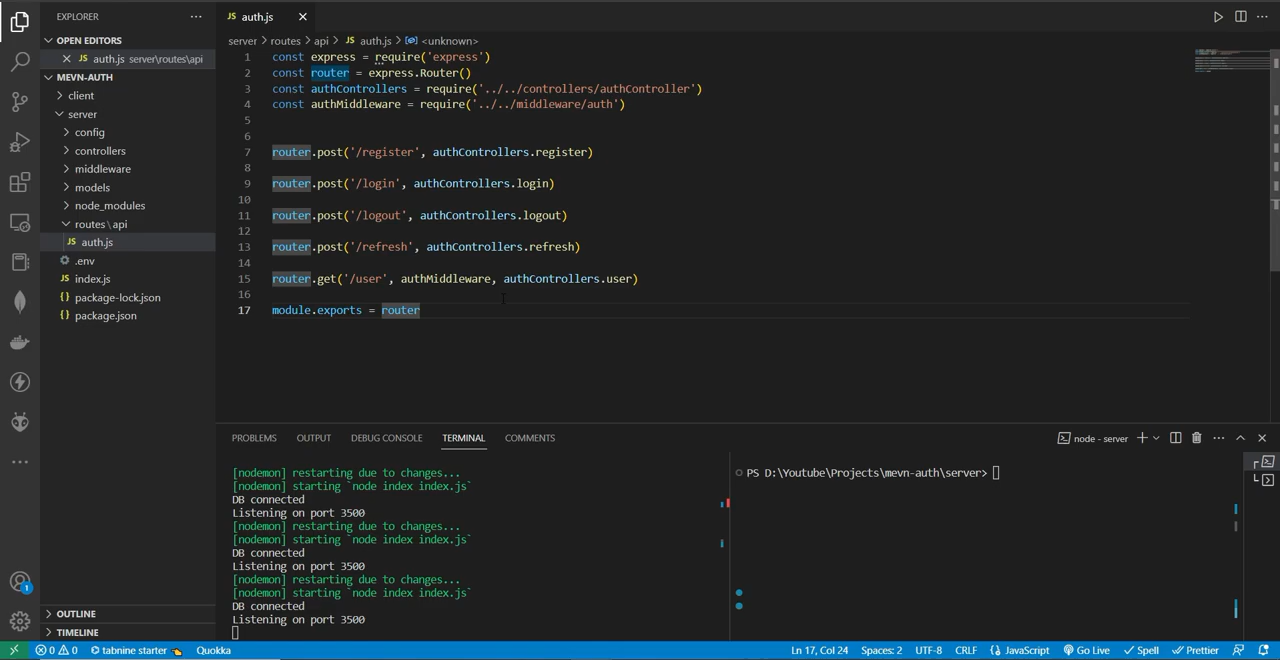 EXPLORER
OPEN EDITORS
auth.js server\routes\api
MEVN-AUTH
client
server
config
controllers
middleware
models
node_modules
routes\api
auth.js
.env
index.js
package-lock.json
package.json
OUTLINE
TIMELINE
auth.js
server > routes > api > auth.js > <unknown>
1 const express = require('express')
2 const router = express.Router()
3 const authControllers = require('../../controllers/authController')
4 const authMiddleware = require('../../middleware/auth')
5
6
7 router.post('/register', authControllers.register)
8
9 router.post('/login', authControllers.login)
10
11 router.post('/logout', authControllers.logout)
12
13 router.post('/refresh', authControllers.refresh)
14
15 router.get('/user', authMiddleware, authControllers.user)
16
17 module.exports = router
PROBLEMS OUTPUT DEBUG CONSOLE TERMINAL COMMENTS
node - server
[nodemon] restarting due to changes...
[nodemon] starting `node index index.js`
DB connected
Listening on port 3500
[nodemon] restarting due to changes...
[nodemon] starting `node index index.js`
DB connected
Listening on port 3500
[nodemon] restarting due to changes...
[nodemon] starting `node index index.js`
DB connected
Listening on port 3500
PS D:\Youtube\Projects\mevn-auth\server>
1
0 0 tabnine starter Quokka Ln 17, Col 24 Spaces: 2 UTF-8 CRLF JavaScript Go Live Spell Prettier